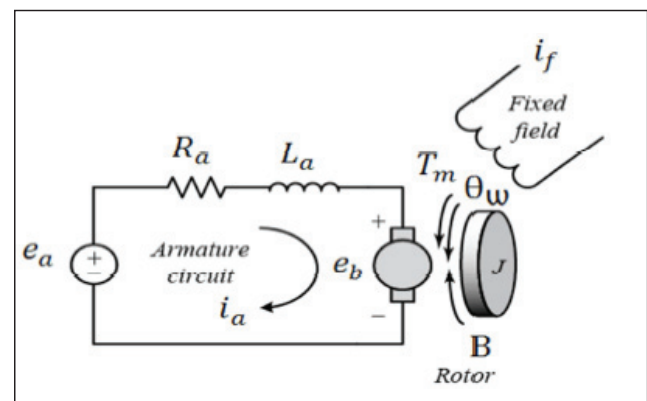 i_f
Fixed
field
R_a L_a
T_m
θ ω
e_a
+
−
Armature
circuit
i_a
+
e_b
−
J
B
Rotor